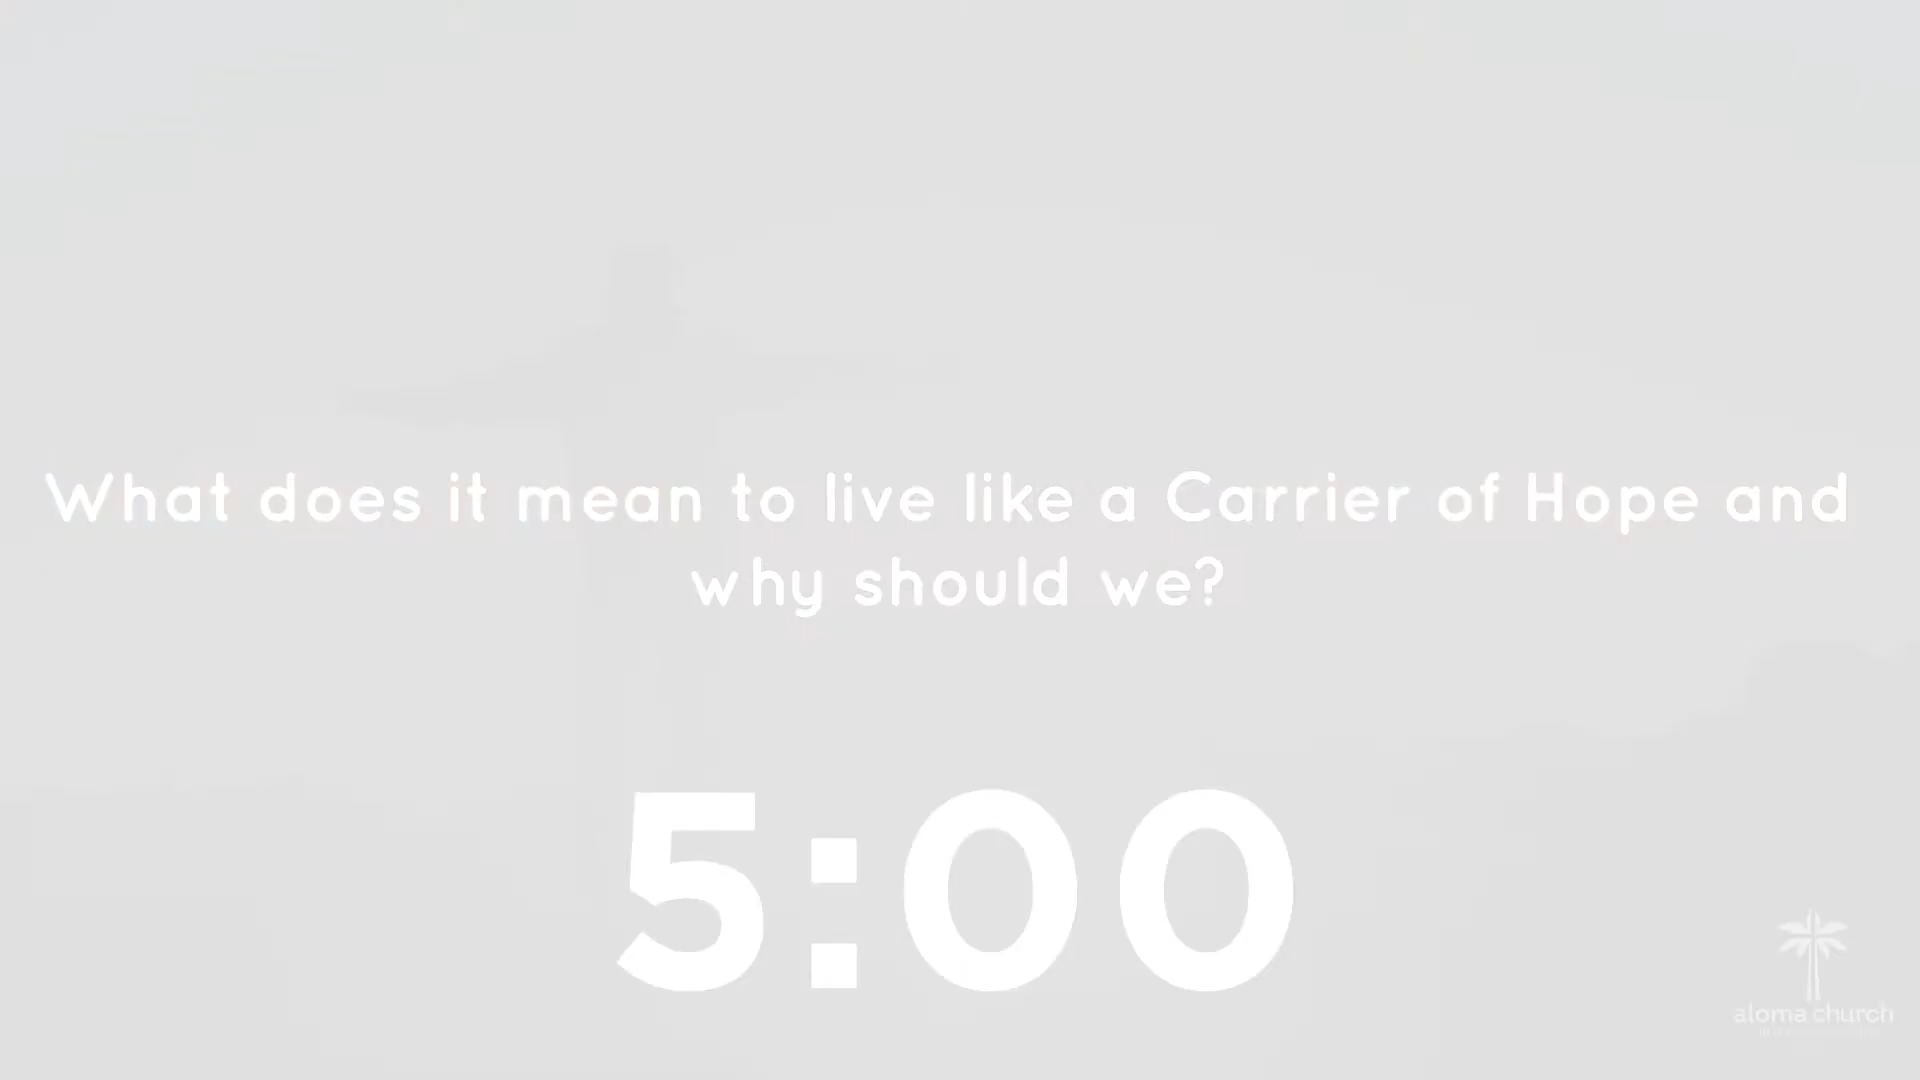 What does it mean to live like a Carrier of Hope and
why should we?
5:00
aloma church